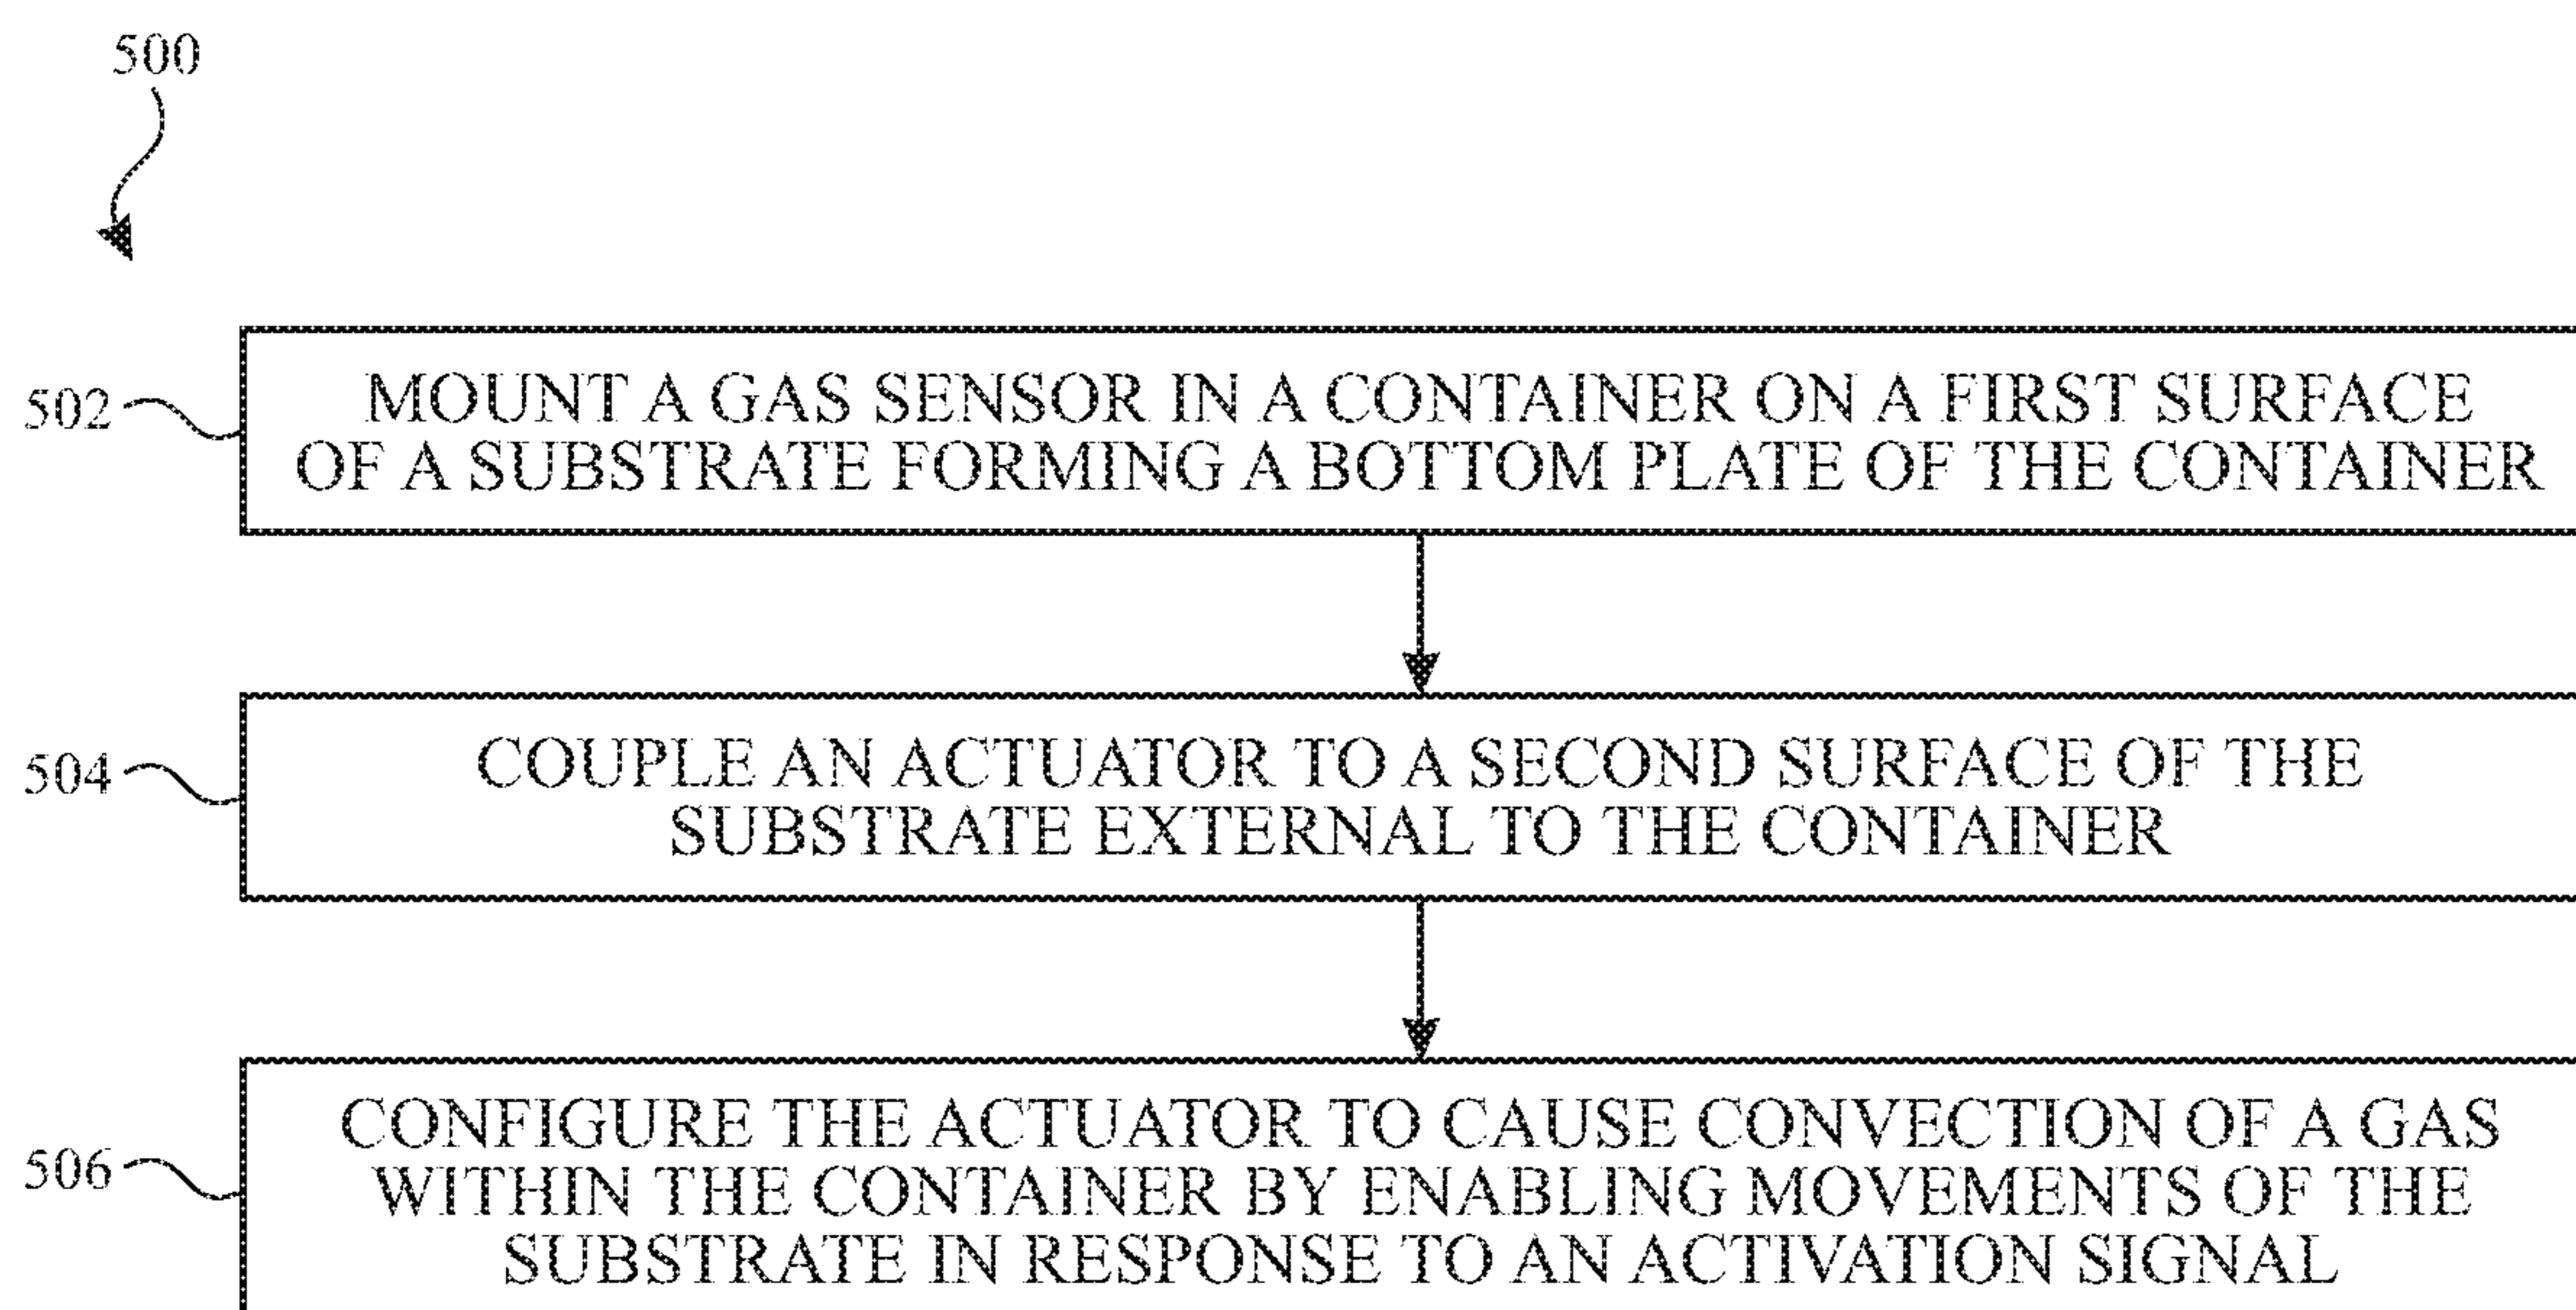 500
502
MOUNT A GAS SENSOR IN A CONTAINER ON A FIRST SURFACE
OF A SUBSTRATE FORMING A BOTTOM PLATE OF THE CONTAINER
504
COUPLE AN ACTUATOR TO A SECOND SURFACE OF THE
SUBSTRATE EXTERNAL TO THE CONTAINER
506
CONFIGURE THE ACTUATOR TO CAUSE CONVECTION OF A GAS
WITHIN THE CONTAINER BY ENABLING MOVEMENTS OF THE
SUBSTRATE IN RESPONSE TO AN ACTIVATION SIGNAL